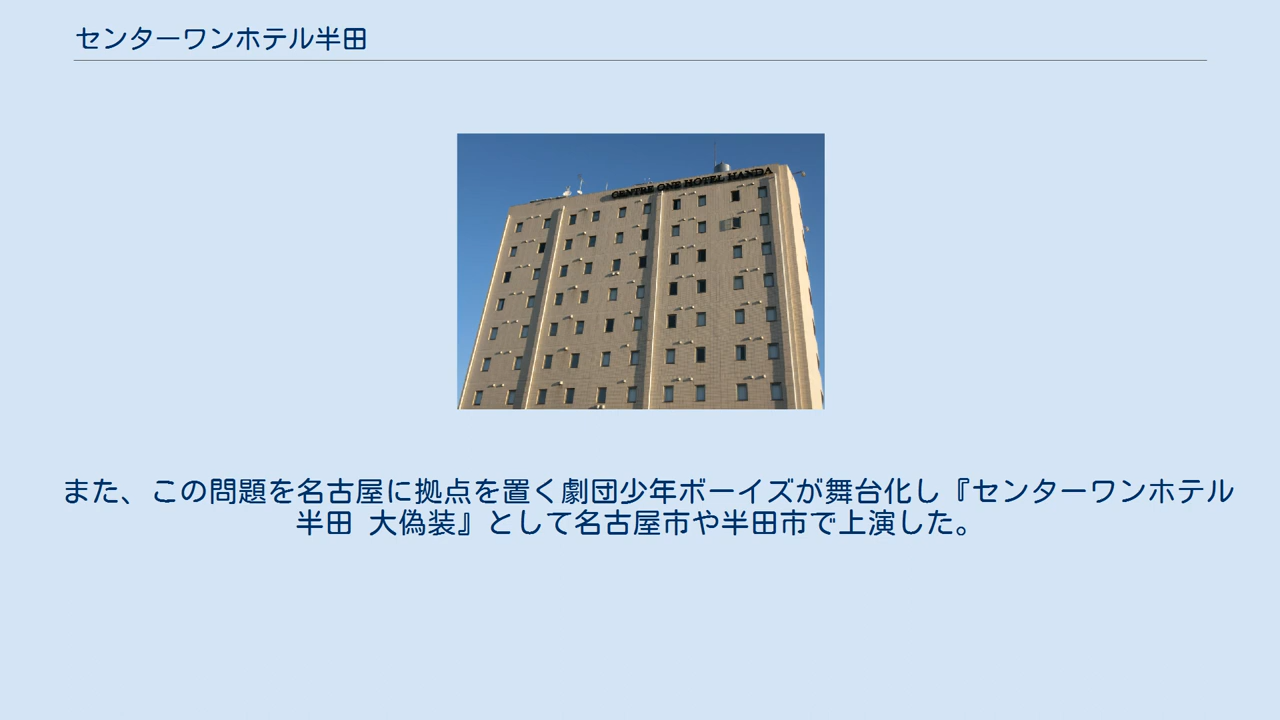 センターワンホテル半田
CENTRE ONE HOTEL HANDA
また、この問題を名古屋に拠点を置く劇団少年ボーイズが舞台化し『センターワンホテル
半田 大偽装』として名古屋市や半田市で上演した。